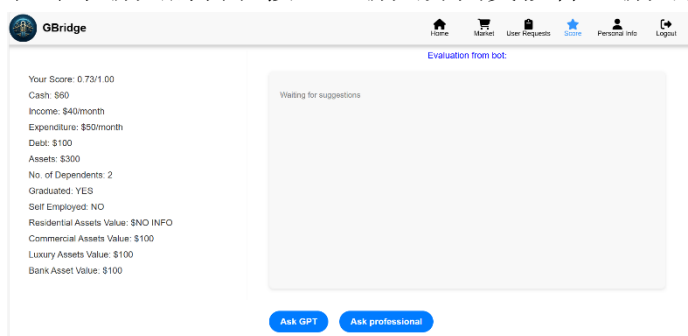 GBridge
Home Market User Requests Score Personal Info Logout
Evaluation from bot:
Your Score: 0.73/1.00
Cash: $60
Income: $40/month
Expenditure: $50/month
Debt: $100
Assets: $300
No. of Dependents: 2
Graduated: YES
Self Employed: NO
Residential Assets Value: $NO INFO
Commercial Assets Value: $100
Luxury Assets Value: $100
Bank Asset Value: $100
Waiting for suggestions
Ask GPT Ask professional